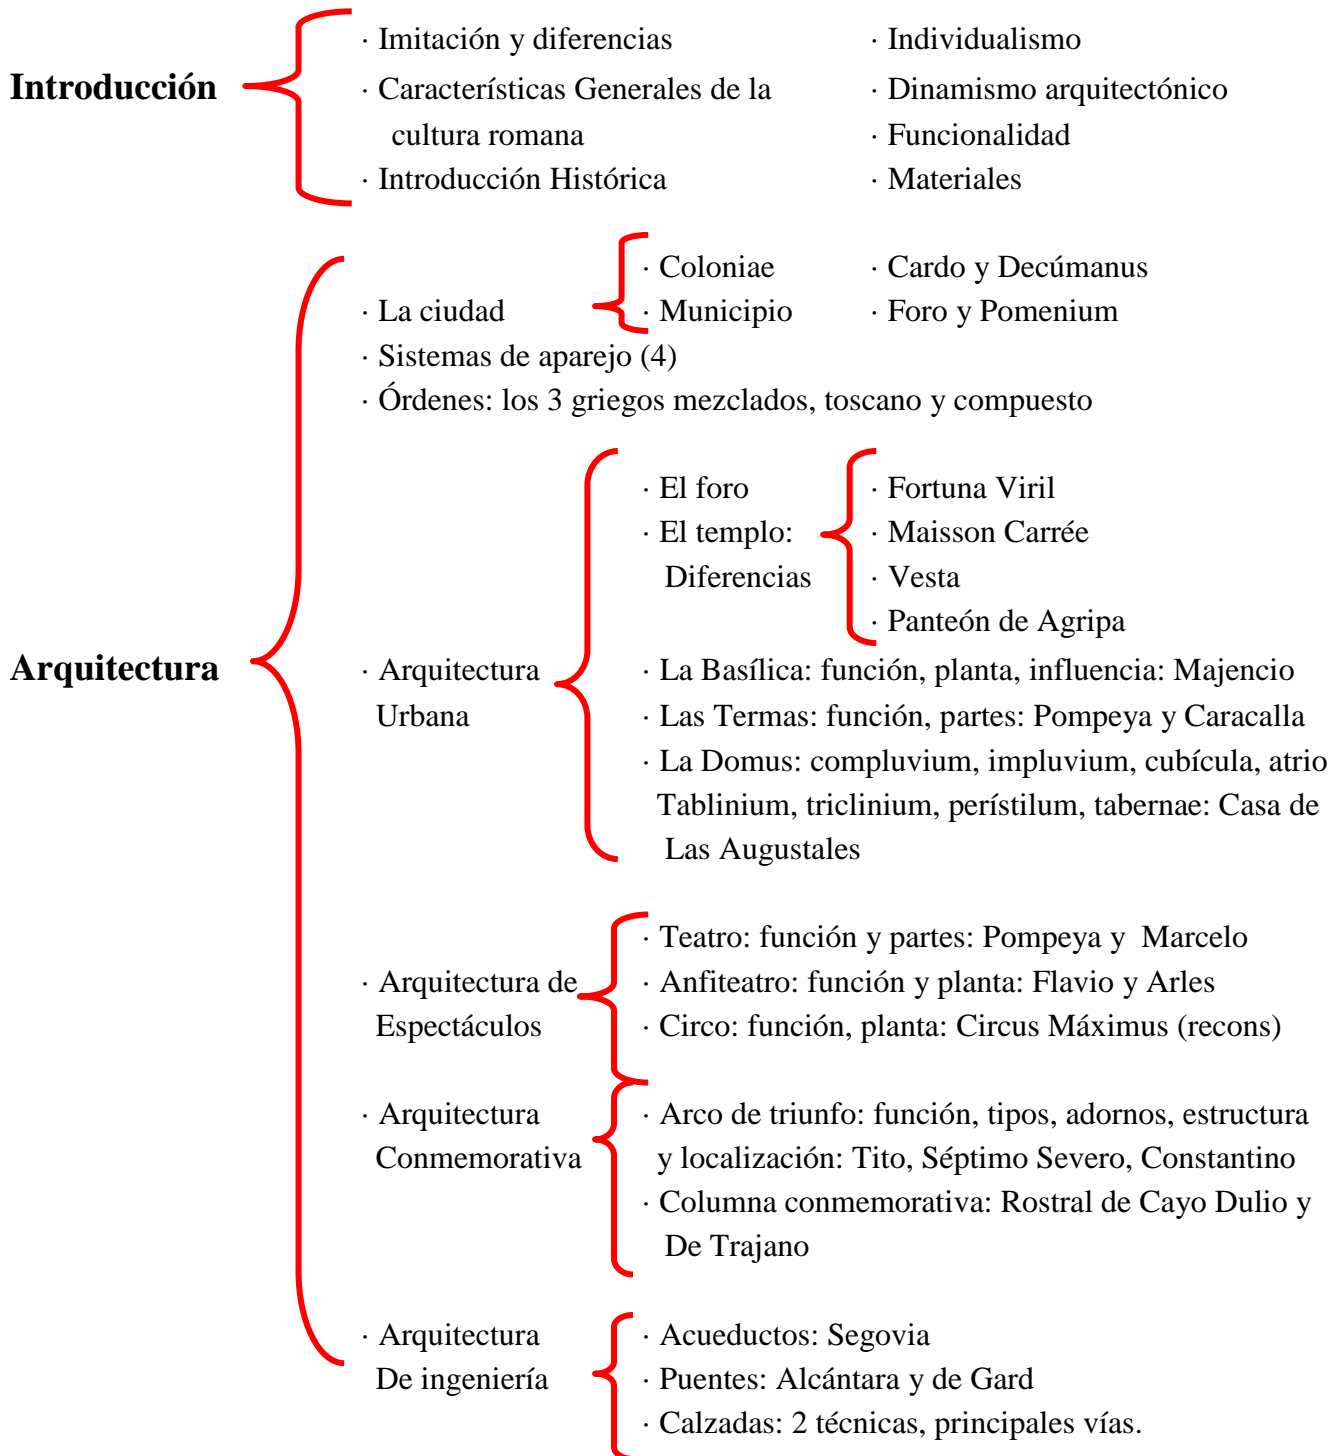 Introducción
· Imitación y diferencias
· Características Generales de la
cultura romana
· Introducción Histórica
· Individualismo
· Dinamismo arquitectónico
· Funcionalidad
· Materiales
Arquitectura
· La ciudad
· Coloniae
· Municipio
· Cardo y Decúmanus
· Foro y Pomenium
· Sistemas de aparejo (4)
· Órdenes: los 3 griegos mezclados, toscano y compuesto
· Arquitectura
Urbana
· El foro
· El templo:
Diferencias
· Fortuna Viril
· Maisson Carrée
· Vesta
· Panteón de Agripa
· La Basílica: función, planta, influencia: Majencio
· Las Termas: función, partes: Pompeya y Caracalla
· La Domus: compluvium, impluvium, cubícula, atrio
Tablinium, triclinium, perístilum, tabernae: Casa de
Las Augustales
· Arquitectura de
Espectáculos
· Teatro: función y partes: Pompeya y Marcelo
· Anfiteatro: función y planta: Flavio y Arles
· Circo: función, planta: Circus Máximus (recons)
· Arquitectura
Conmemorativa
· Arco de triunfo: función, tipos, adornos, estructura
y localización: Tito, Séptimo Severo, Constantino
· Columna conmemorativa: Rostral de Cayo Dulio y
De Trajano
· Arquitectura
De ingeniería
· Acueductos: Segovia
· Puentes: Alcántara y de Gard
· Calzadas: 2 técnicas, principales vías.